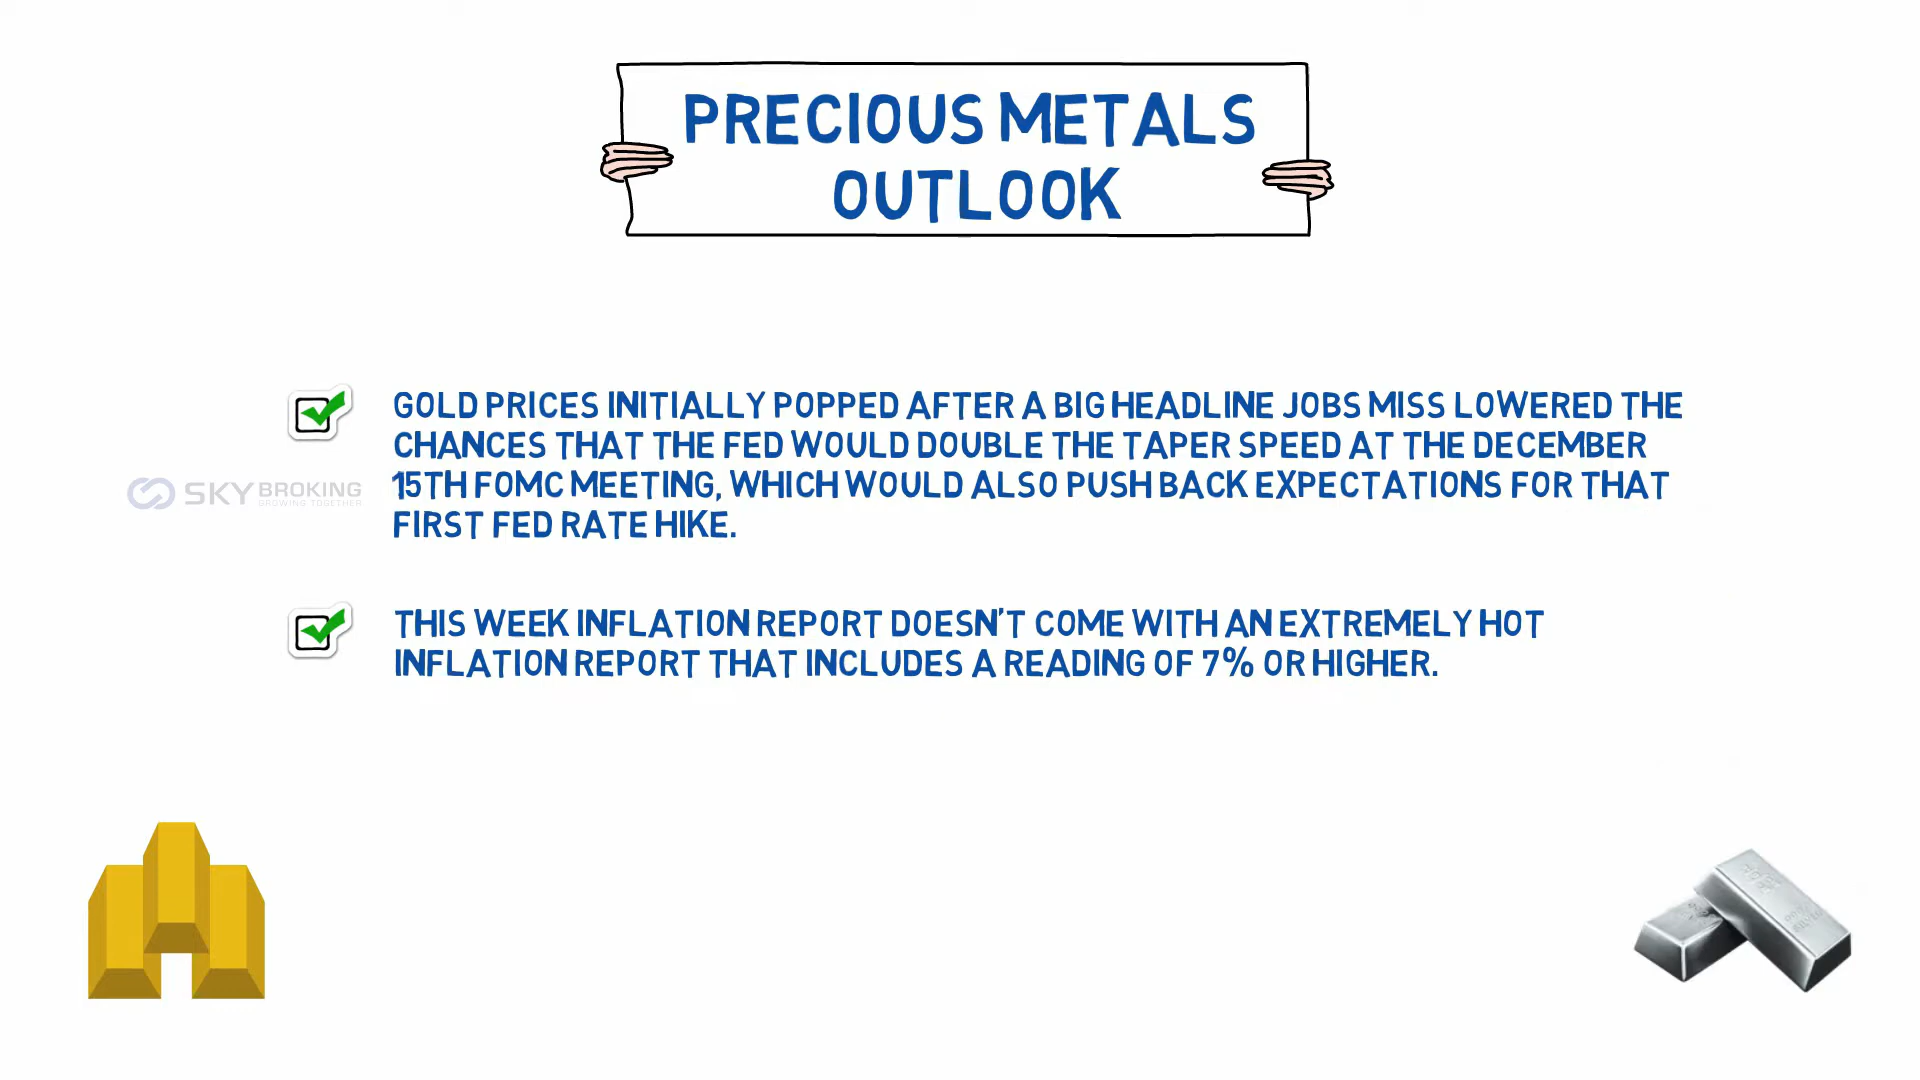 PRECIOUS METALS
OUTLOOK
GOLD PRICES INITIALLY POPPED AFTER A BIG HEADLINE JOBS MISS LOWERED THE
CHANCES THAT THE FED WOULD DOUBLE THE TAPER SPEED AT THE DECEMBER
15TH FOMC MEETING, WHICH WOULD ALSO PUSH BACK EXPECTATIONS FOR THAT
FIRST FED RATE HIKE.
SKY BROKING
GROWING TOGETHER
THIS WEEK INFLATION REPORT DOESN'T COME WITH AN EXTREMELY HOT
INFLATION REPORT THAT INCLUDES A READING OF 7% OR HIGHER.